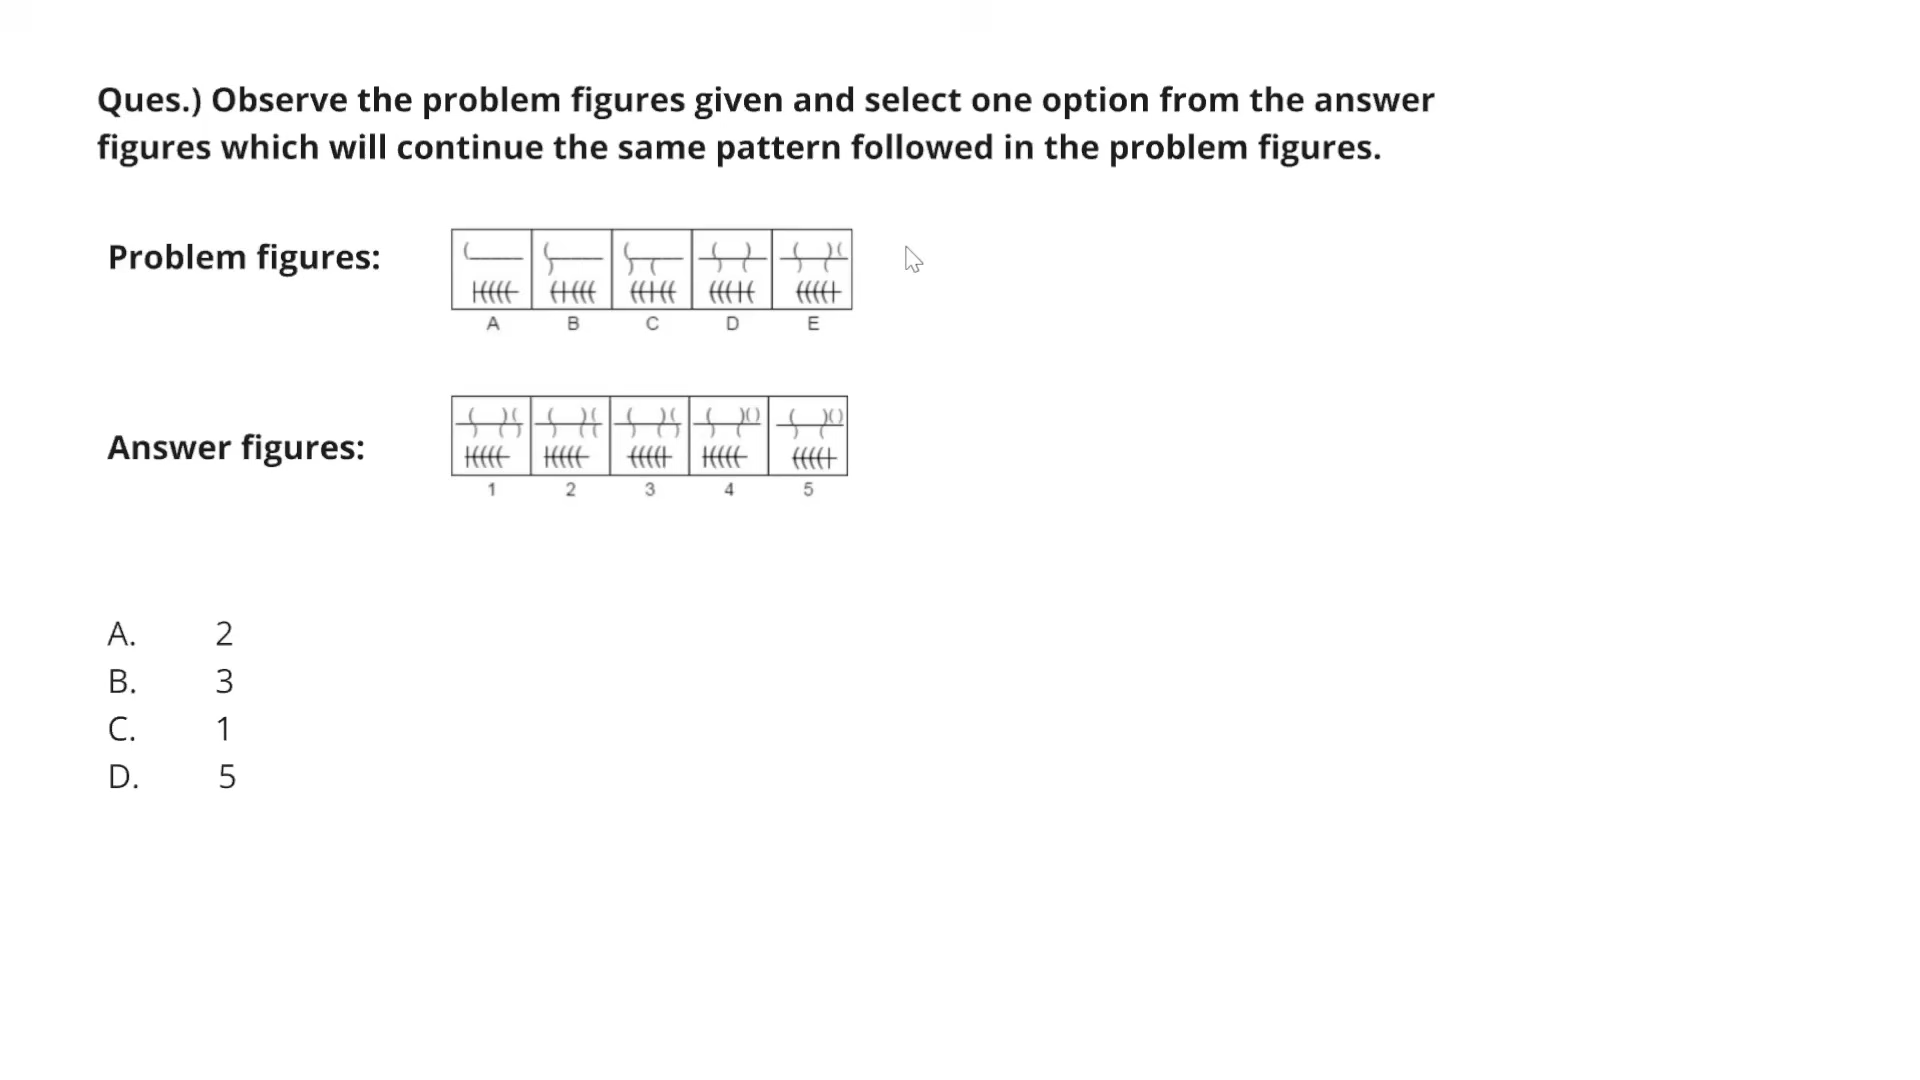 Ques.) Observe the problem figures given and select one option from the answer
figures which will continue the same pattern followed in the problem figures.
Problem figures:
A B C D E
Answer figures:
1 2 3 4 5
A. 2
B. 3
C. 1
D. 5